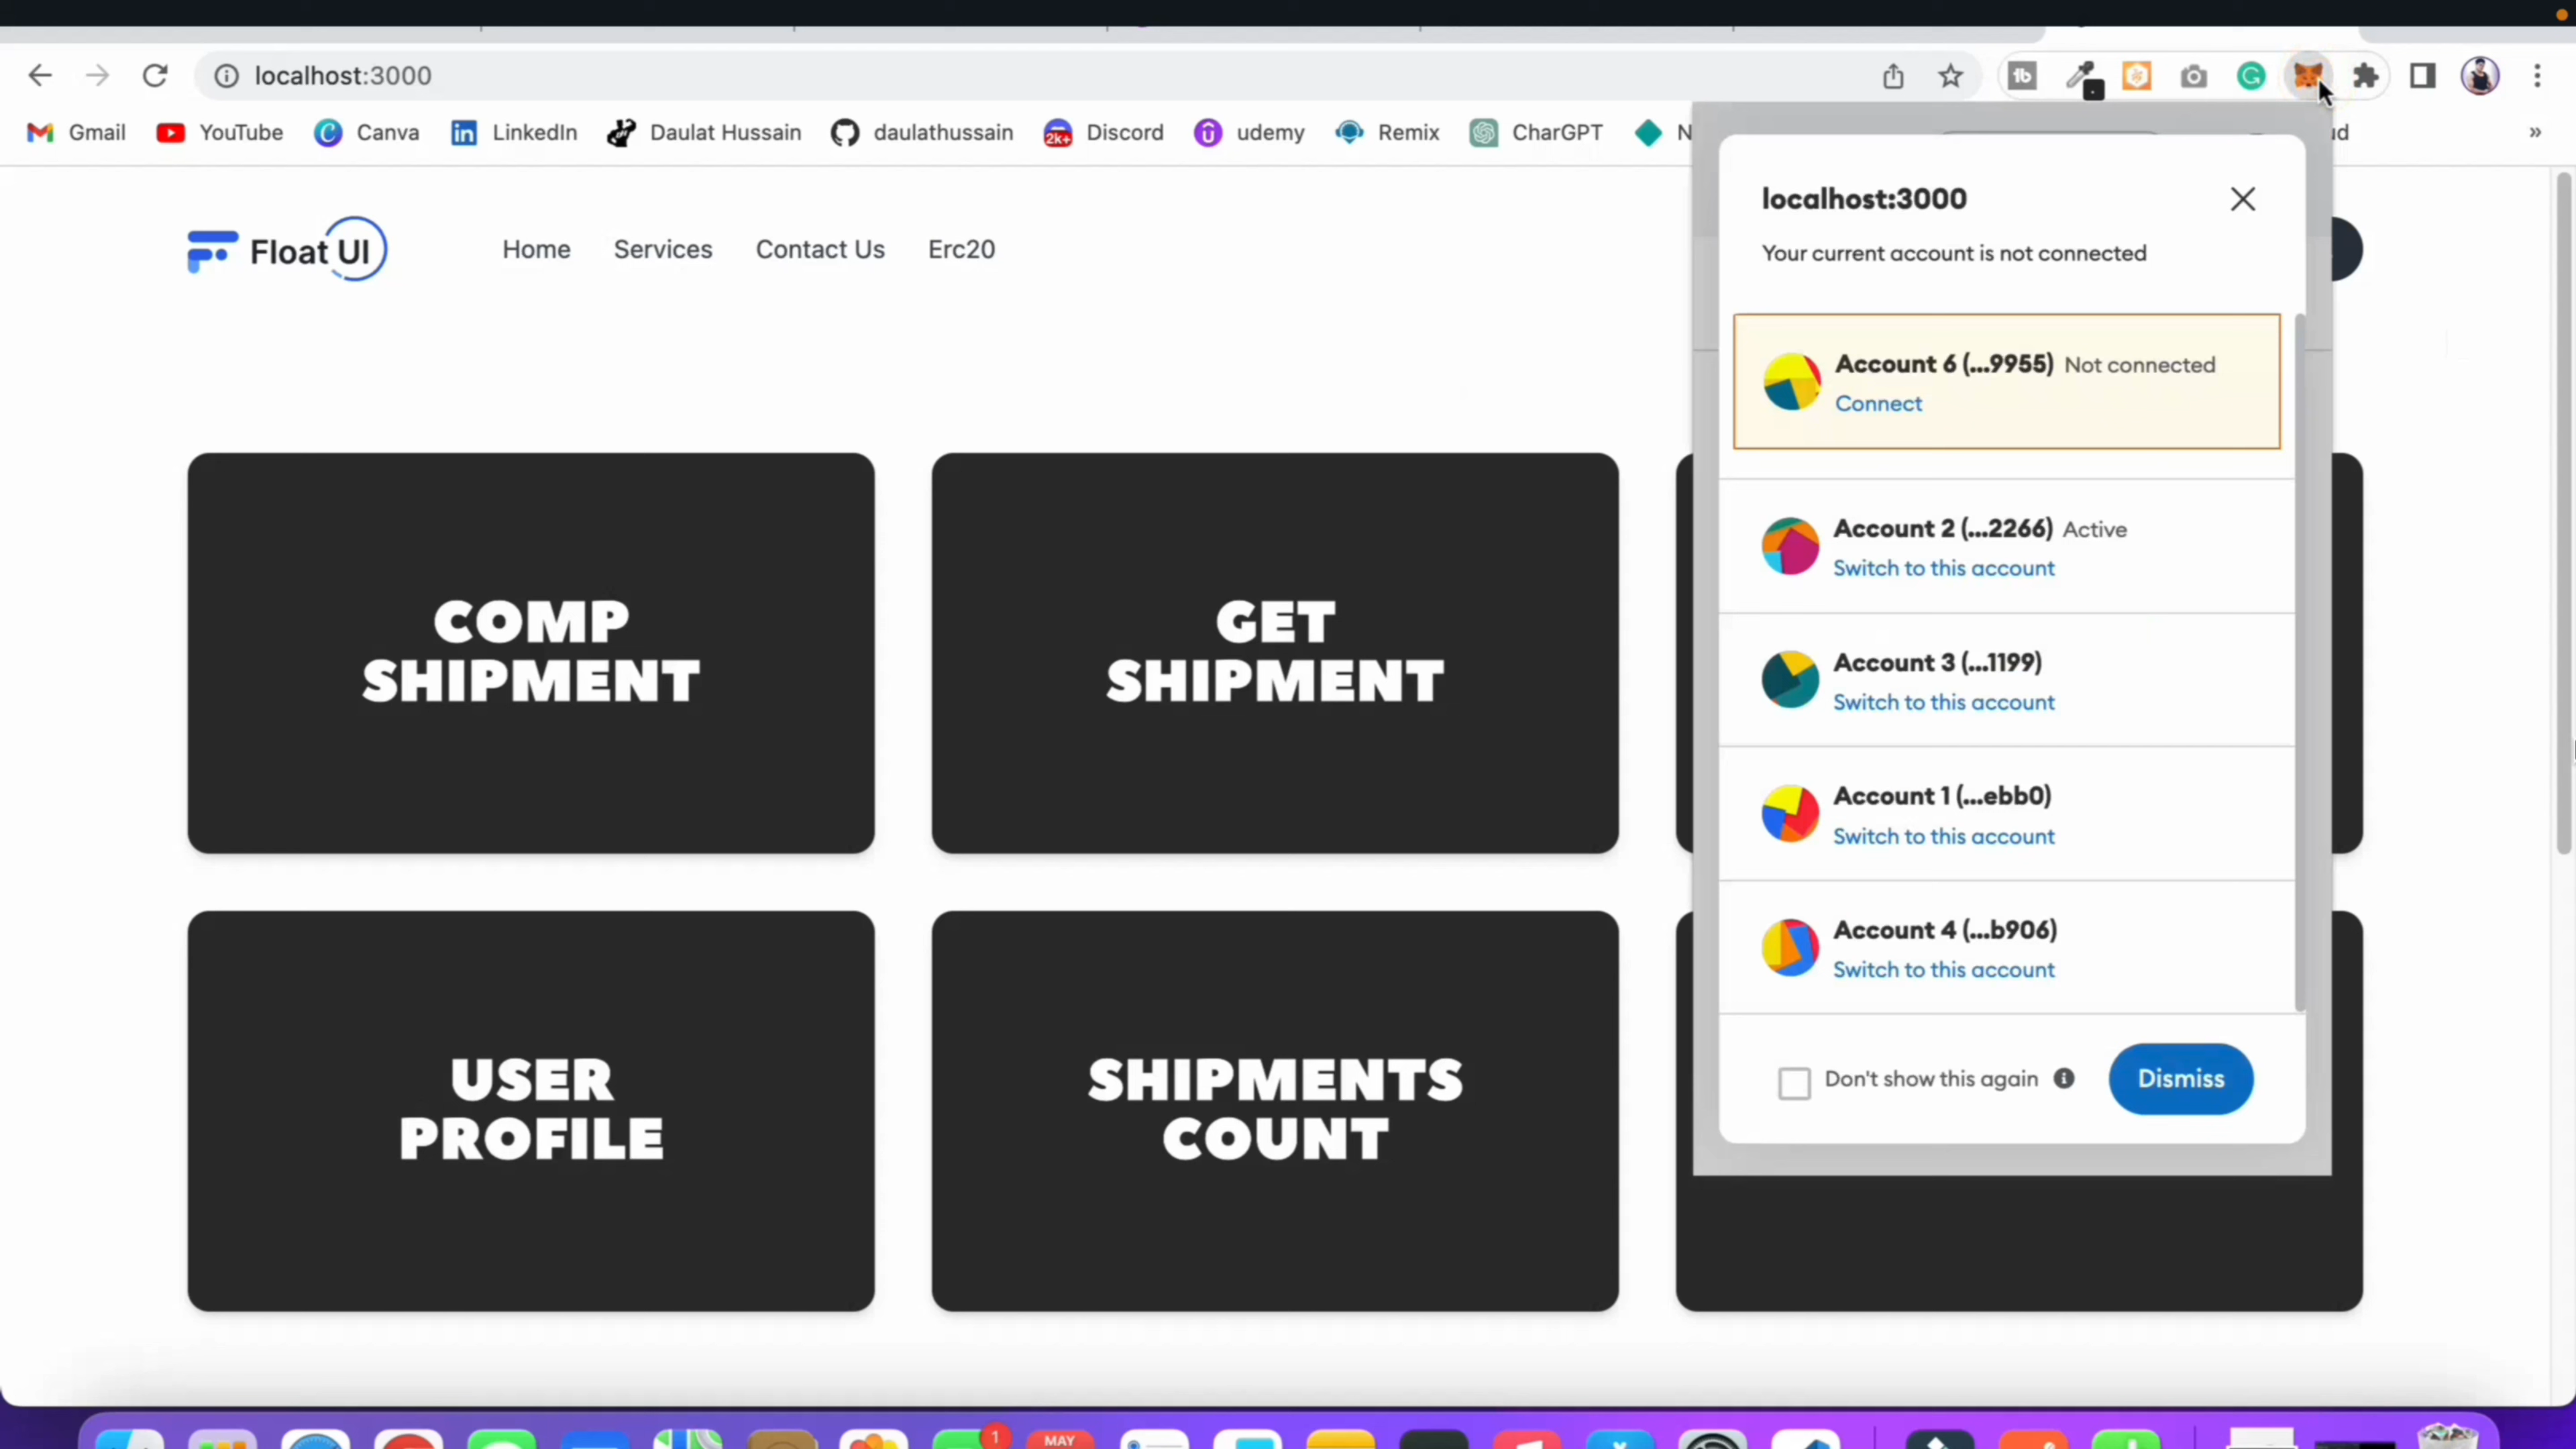 localhost:3000
Gmail YouTube Canva LinkedIn Daulat Hussain daulathussain Discord udemy Remix CharGPT
2k+
Float UI Home Services Contact Us Erc20
localhost:3000
Your current account is not connected
Account 6 (...9955) Not connected
Connect
Account 2 (...2266) Active
Switch to this account
Account 3 (...1199)
Switch to this account
Account 1 (...ebb0)
Switch to this account
Account 4 (...b906)
Switch to this account
Don't show this again
Dismiss
COMP
SHIPMENT
GET
SHIPMENT
USER
PROFILE
SHIPMENTS
COUNT
1
MAY